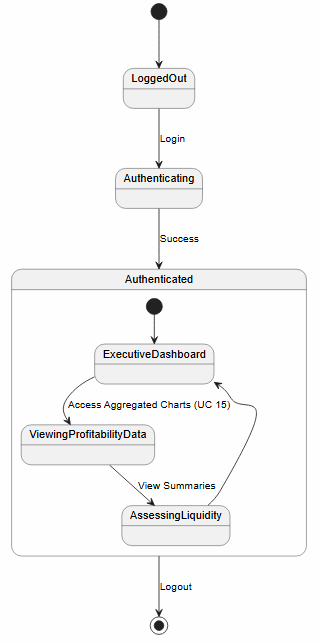 LoggedOut
Login
Authenticating
Success
Authenticated
ExecutiveDashboard
Access Aggregated Charts (UC 15)
ViewingProfitabilityData
View Summaries
AssessingLiquidity
Logout